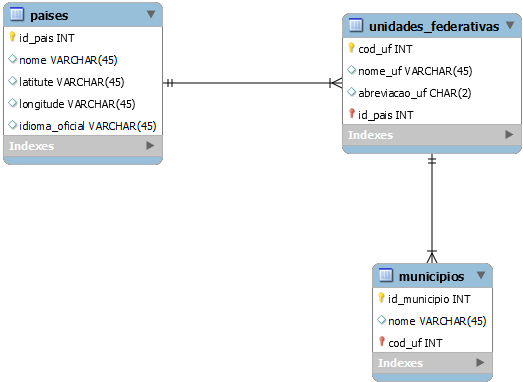 paises
id_pais INT
nome VARCHAR(45)
latitute VARCHAR(45)
longitude VARCHAR(45)
idioma_oficial VARCHAR(45)
Indexes
unidades_federativas
cod_uf INT
nome_uf VARCHAR(45)
abreviacao_uf CHAR(2)
id_pais INT
Indexes
municipios
id_municipio INT
nome VARCHAR(45)
cod_uf INT
Indexes